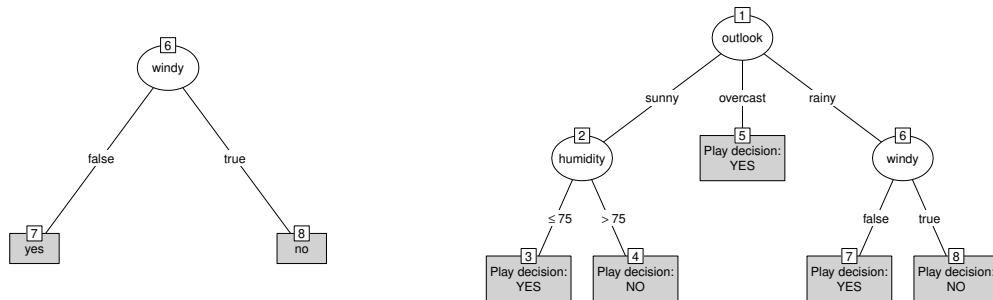 6
windy
false
true
7
yes
8
no
1
outlook
sunny
overcast
rainy
2
humidity
5
Play decision:
YES
6
windy
≤ 75
> 75
false
true
3
Play decision:
YES
4
Play decision:
NO
7
Play decision:
YES
8
Play decision:
NO